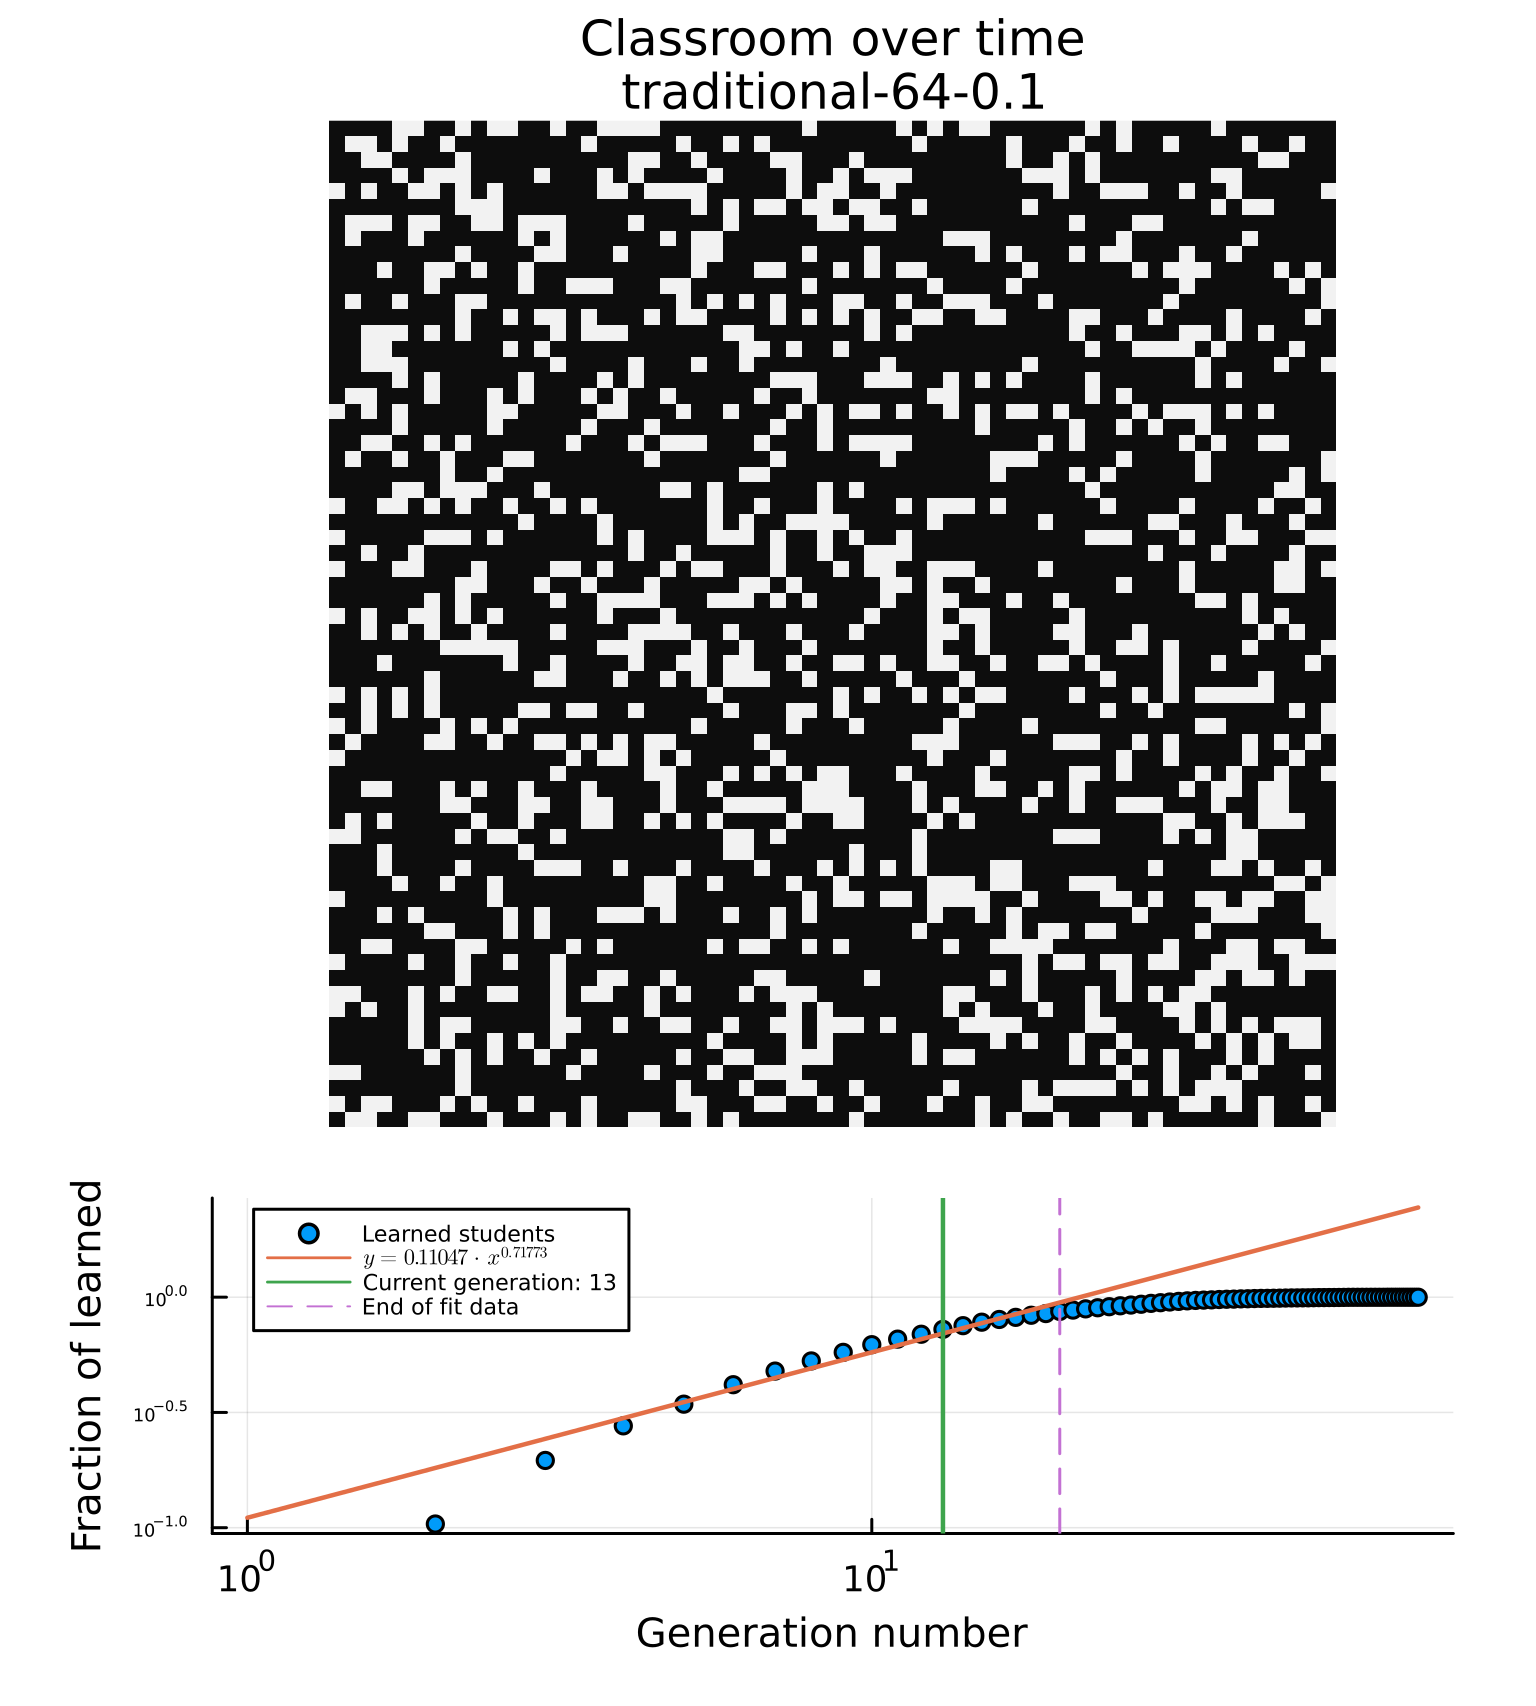 Classroom over time
traditional-64-0.1
Fraction of learned
Learned students
y = 0.11047 · x^0.71773
Current generation: 13
End of fit data
10^0.0
10^−0.5
10^−1.0
10^0
10^1
Generation number